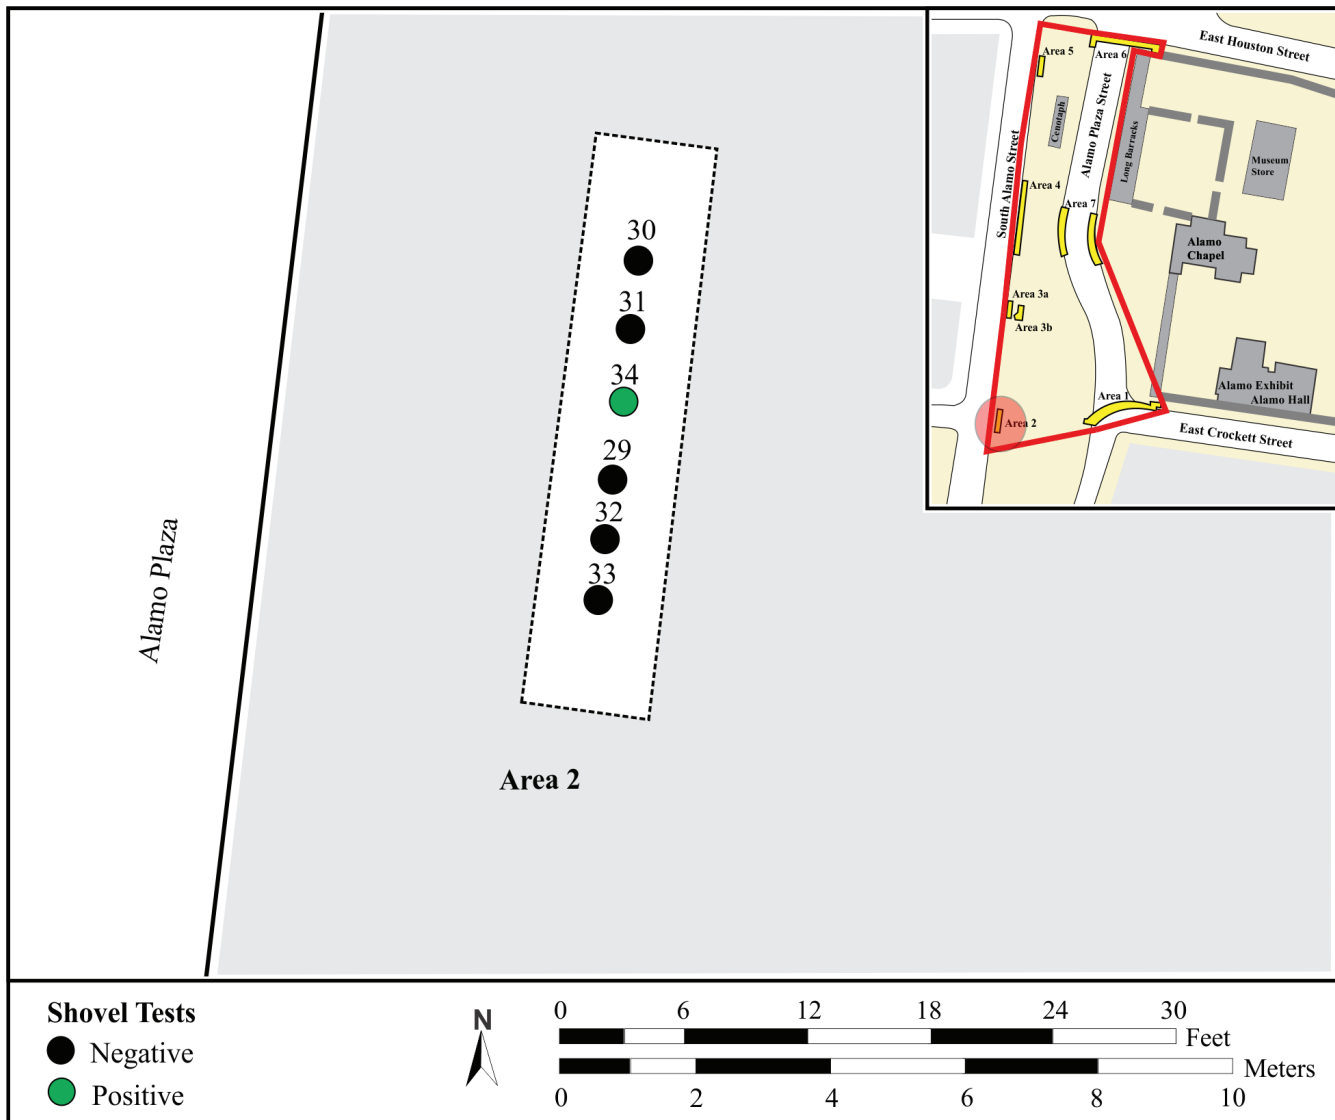 30
31
34
29
32
33
Alamo Plaza
Area 2
East Houston Street
Area 5
Area 6
Cenotaph
Alamo Plaza Street
Long Barracks
Museum
Store
South Alamo Street
Area 4
Area 7
Alamo
Chapel
Area 3a
Area 3b
Area 1
Alamo Exhibit
Alamo Hall
Area 2
East Crockett Street
Shovel Tests
Negative
Positive
N
0 6 12 18 24 30
Feet
Meters
0 2 4 6 8 10